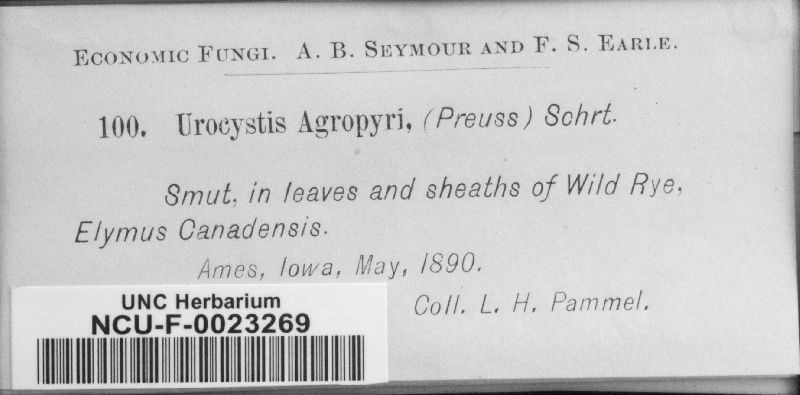 Economic Fungi. A. B. Seymour and F. S. Earle.
100. Urocystis Agropyri, (Preuss) Schrt.
Smut, in leaves and sheaths of Wild Rye,
Elymus Canadensis.
Ames, Iowa, May, 1890.
Coll. L. H. Pammel.
UNC Herbarium
NCU-F-0023269